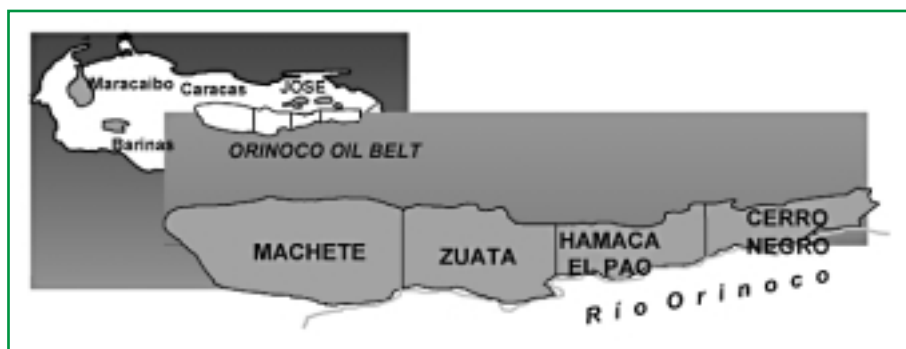 Maracaibo
Caracas
JOSE
Barinas
ORINOCO OIL BELT
MACHETE
ZUATA
HAMACA
EL PAO
CERRO
NEGRO
Río Orinoco